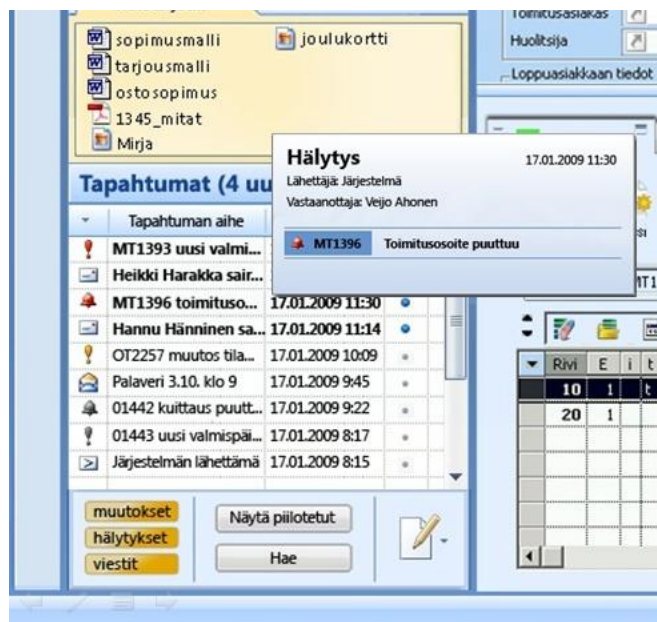 Toimitusasiakas
Huolitsija
Loppuasiakkaan tiedot
sopimusmalli
joulukortti
tarjousmalli
ostosopimus
1345_mitat
Mirja
Hälytys 17.01.2009 11:30
Lähettäjä: Järjestelmä
Vastaanottaja: Veijo Ahonen
MT1396 Toimitusosoite puuttuu
Tapahtumat (4 uu
Tapahtuman aihe
MT1393 uusi valmi...
Heikki Harakka sair...
MT1396 toimituso... 17.01.2009 11:30
Hannu Hänninen sa... 17.01.2009 11:14
OT2257 muutos tila... 17.01.2009 10:09
Palaveri 3.10. klo 9 17.01.2009 9:45
01442 kuittaus puutt... 17.01.2009 9:22
01443 uusi valmispäi... 17.01.2009 8:17
Järjestelmän lähettämä 17.01.2009 8:15
Rivi E i t
10 1 t
20 1
muutokset
hälytykset
viestit
Näytä piilotetut
Hae